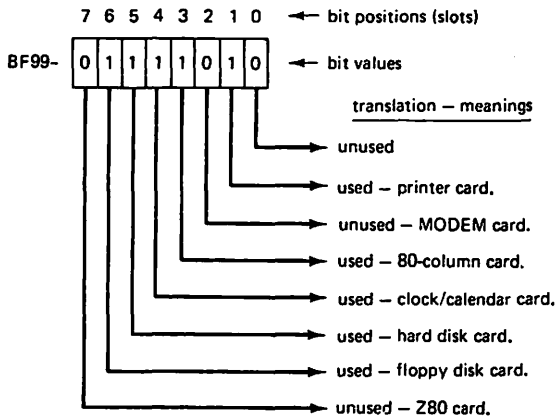 7 6 5 4 3 2 1 0 ← bit positions (slots)
BF99- 0 1 1 1 1 0 1 0 ← bit values
translation – meanings
unused
used – printer card.
unused – MODEM card.
used – 80-column card.
used – clock/calendar card.
used – hard disk card.
used – floppy disk card.
unused – Z80 card.